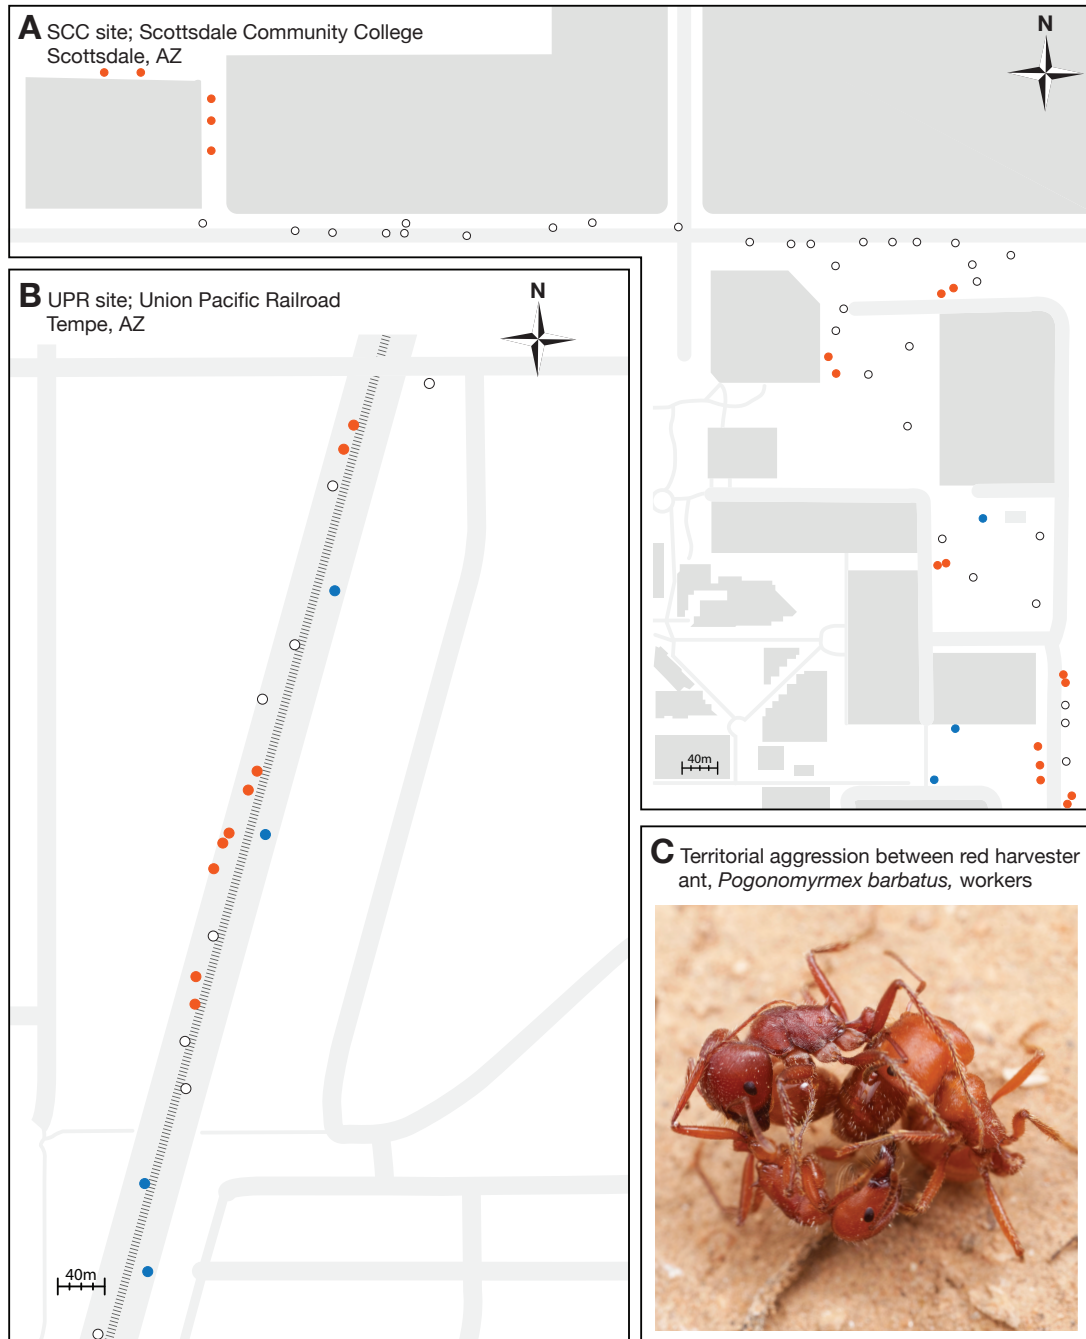 A SCC site; Scottsdale Community College
Scottsdale, AZ
N
40m
B UPR site; Union Pacific Railroad
Tempe, AZ
N
40m
C Territorial aggression between red harvester
ant, Pogonomyrmex barbatus, workers